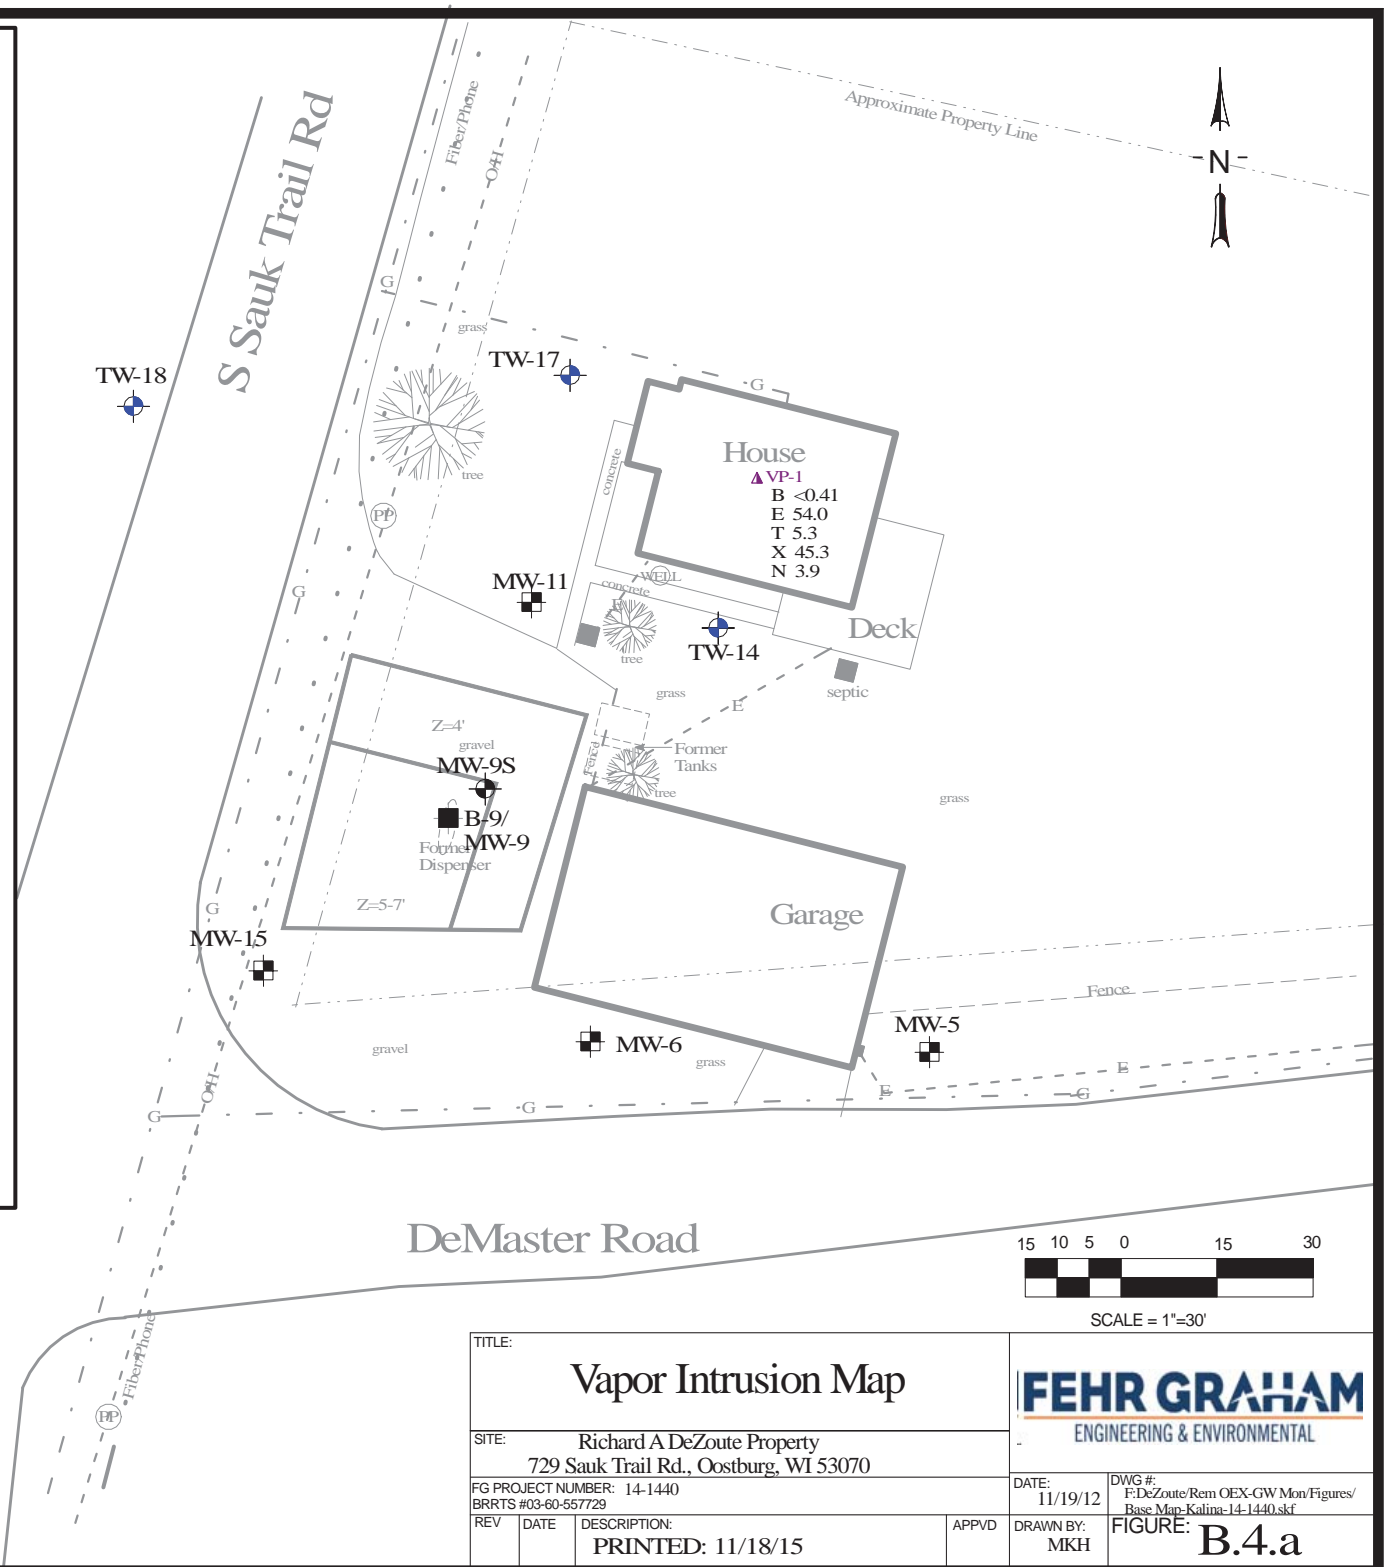 Approximate Property Line
N
Fiber/Phone
O/H
S Sauk Trail Rd
G
grass
TW-17
TW-18
G
tree
concrete
House
VP-1
B <0.41
E 54.0
T 5.3
X 45.3
N 3.9
PP
G
MW-11
WELL
concrete
E
TW-14
tree
Deck
septic
grass
E
Z=4'
gravel
MW-9S
Fence
Former
Tanks
tree
grass
B-9/
MW-9
Former
Dispenser
Z=5-7'
Garage
G
MW-15
Fence
MW-6
MW-5
gravel
grass
E
E
G
G
O/H
G
DeMaster Road
Fiber/Phone
PP
15 10 5 0 15 30
SCALE = 1"=30'
TITLE:
Vapor Intrusion Map
SITE:
Richard A DeZoute Property
729 Sauk Trail Rd., Oostburg, WI 53070
FG PROJECT NUMBER: 14-1440
BRRTS #03-60-557729
REV DATE DESCRIPTION: APPVD
PRINTED: 11/18/15
FEHR GRAHAM
ENGINEERING & ENVIRONMENTAL
DATE:
11/19/12
DWG #:
F:DeZoute/Rem OEX-GW Mon/Figures/
Base Map-Kalina-14-1440.skf
DRAWN BY:
MKH
FIGURE: B.4.a